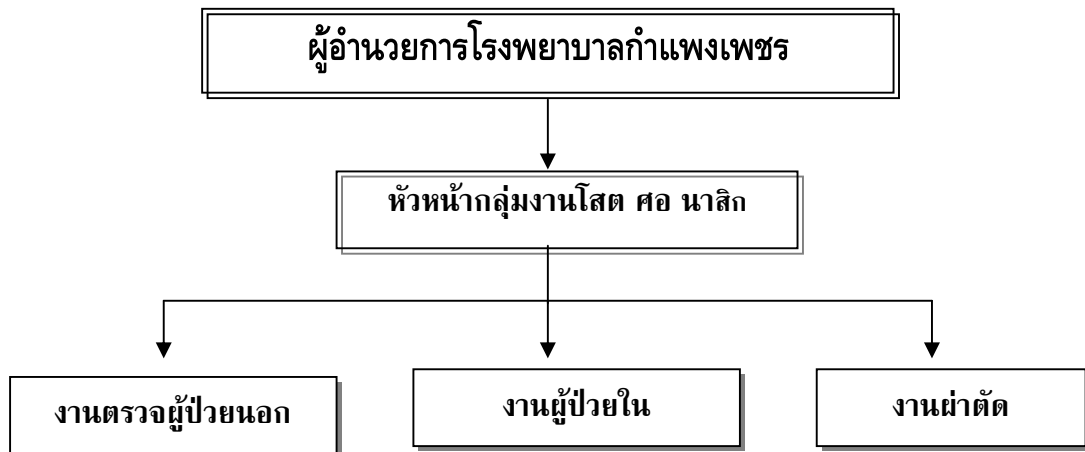 ผู้อำนวยการโรงพยาบาลกำแพงเพชร
หัวหน้ากลุ่มงานโสต ศอ นาสิก
งานตรวจผู้ป่วยนอก
งานผู้ป่วยใน
งานผ่าตัด